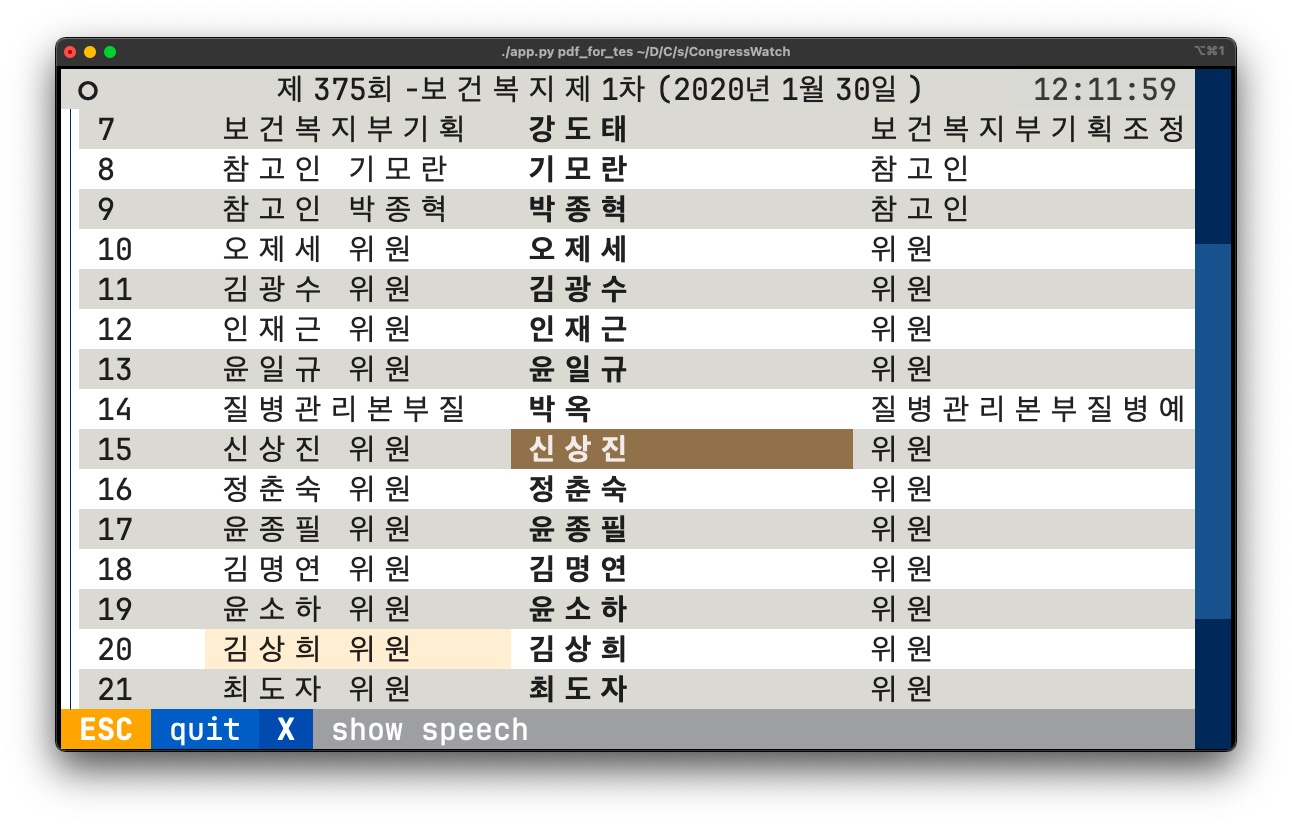 ./app.py pdf_for_tes ~/D/C/s/CongressWatch ⌥⌘1
제 375회 -보건복지제 1차 (2020년 1월 30일 ) 12:11:59
7 보건복지부기획 강도태 보건복지부기획조정
8 참고인 기모란 기모란 참고인
9 참고인 박종혁 박종혁 참고인
10 오제세 위원 오제세 위원
11 김광수 위원 김광수 위원
12 인재근 위원 인재근 위원
13 윤일규 위원 윤일규 위원
14 질병관리본부질 박옥 질병관리본부질병예
15 신상진 위원 신상진 위원
16 정춘숙 위원 정춘숙 위원
17 윤종필 위원 윤종필 위원
18 김명연 위원 김명연 위원
19 윤소하 위원 윤소하 위원
20 김상희 위원 김상희 위원
21 최도자 위원 최도자 위원
ESC quit X show speech